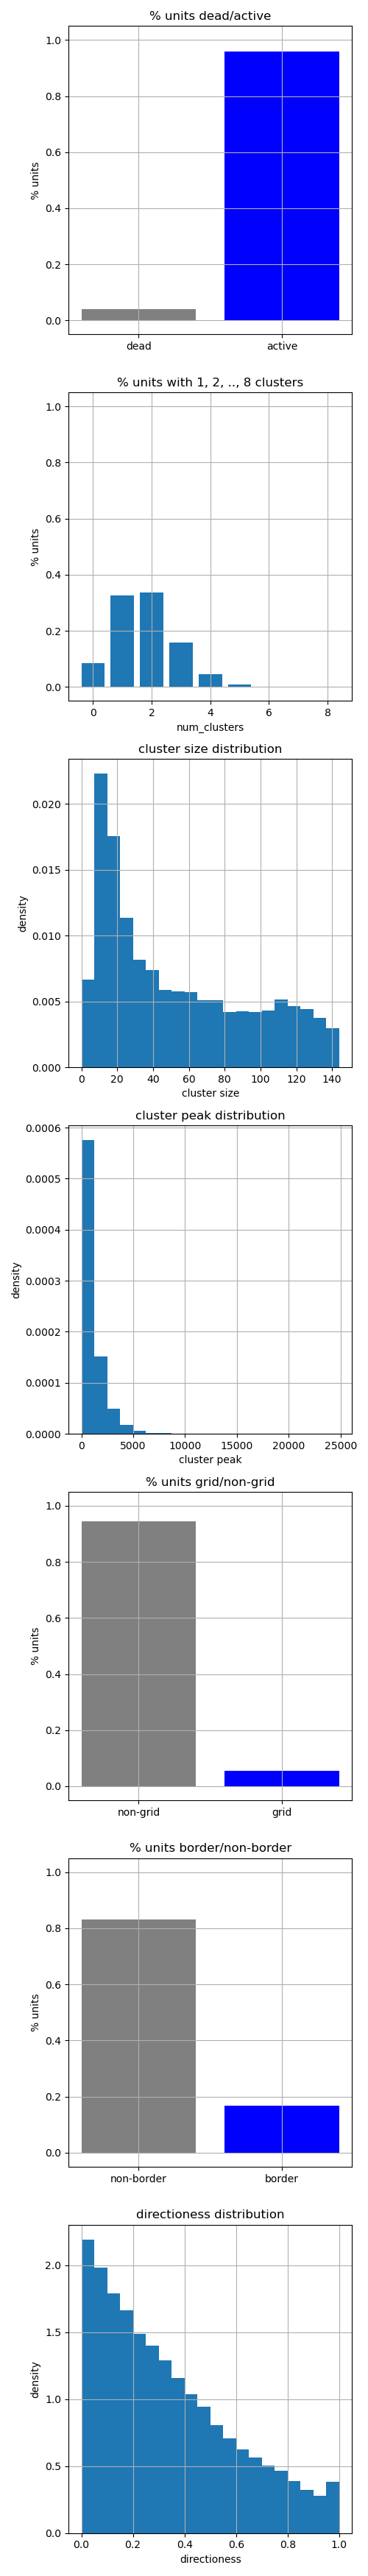 % units dead/active
1.0
0.8
0.6
0.4
0.2
0.0
% units
dead active
% units with 1, 2, .., 8 clusters
1.0
0.8
0.6
0.4
0.2
0.0
% units
0 2 4 6 8
num_clusters
cluster size distribution
0.020
0.015
0.010
0.005
0.000
density
0 20 40 60 80 100 120 140
cluster size
cluster peak distribution
0.0006
0.0005
0.0004
0.0003
0.0002
0.0001
0.0000
density
0 5000 10000 15000 20000 25000
cluster peak
% units grid/non-grid
1.0
0.8
0.6
0.4
0.2
0.0
% units
non-grid grid
% units border/non-border
1.0
0.8
0.6
0.4
0.2
0.0
% units
non-border border
directioness distribution
2.0
1.5
1.0
0.5
0.0
density
0.0 0.2 0.4 0.6 0.8 1.0
directioness